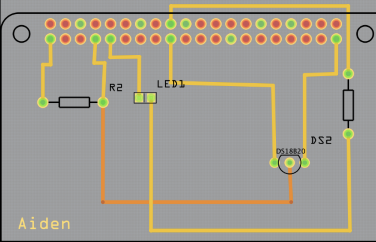 R2
LED1
DS2
DS18B20
Aiden